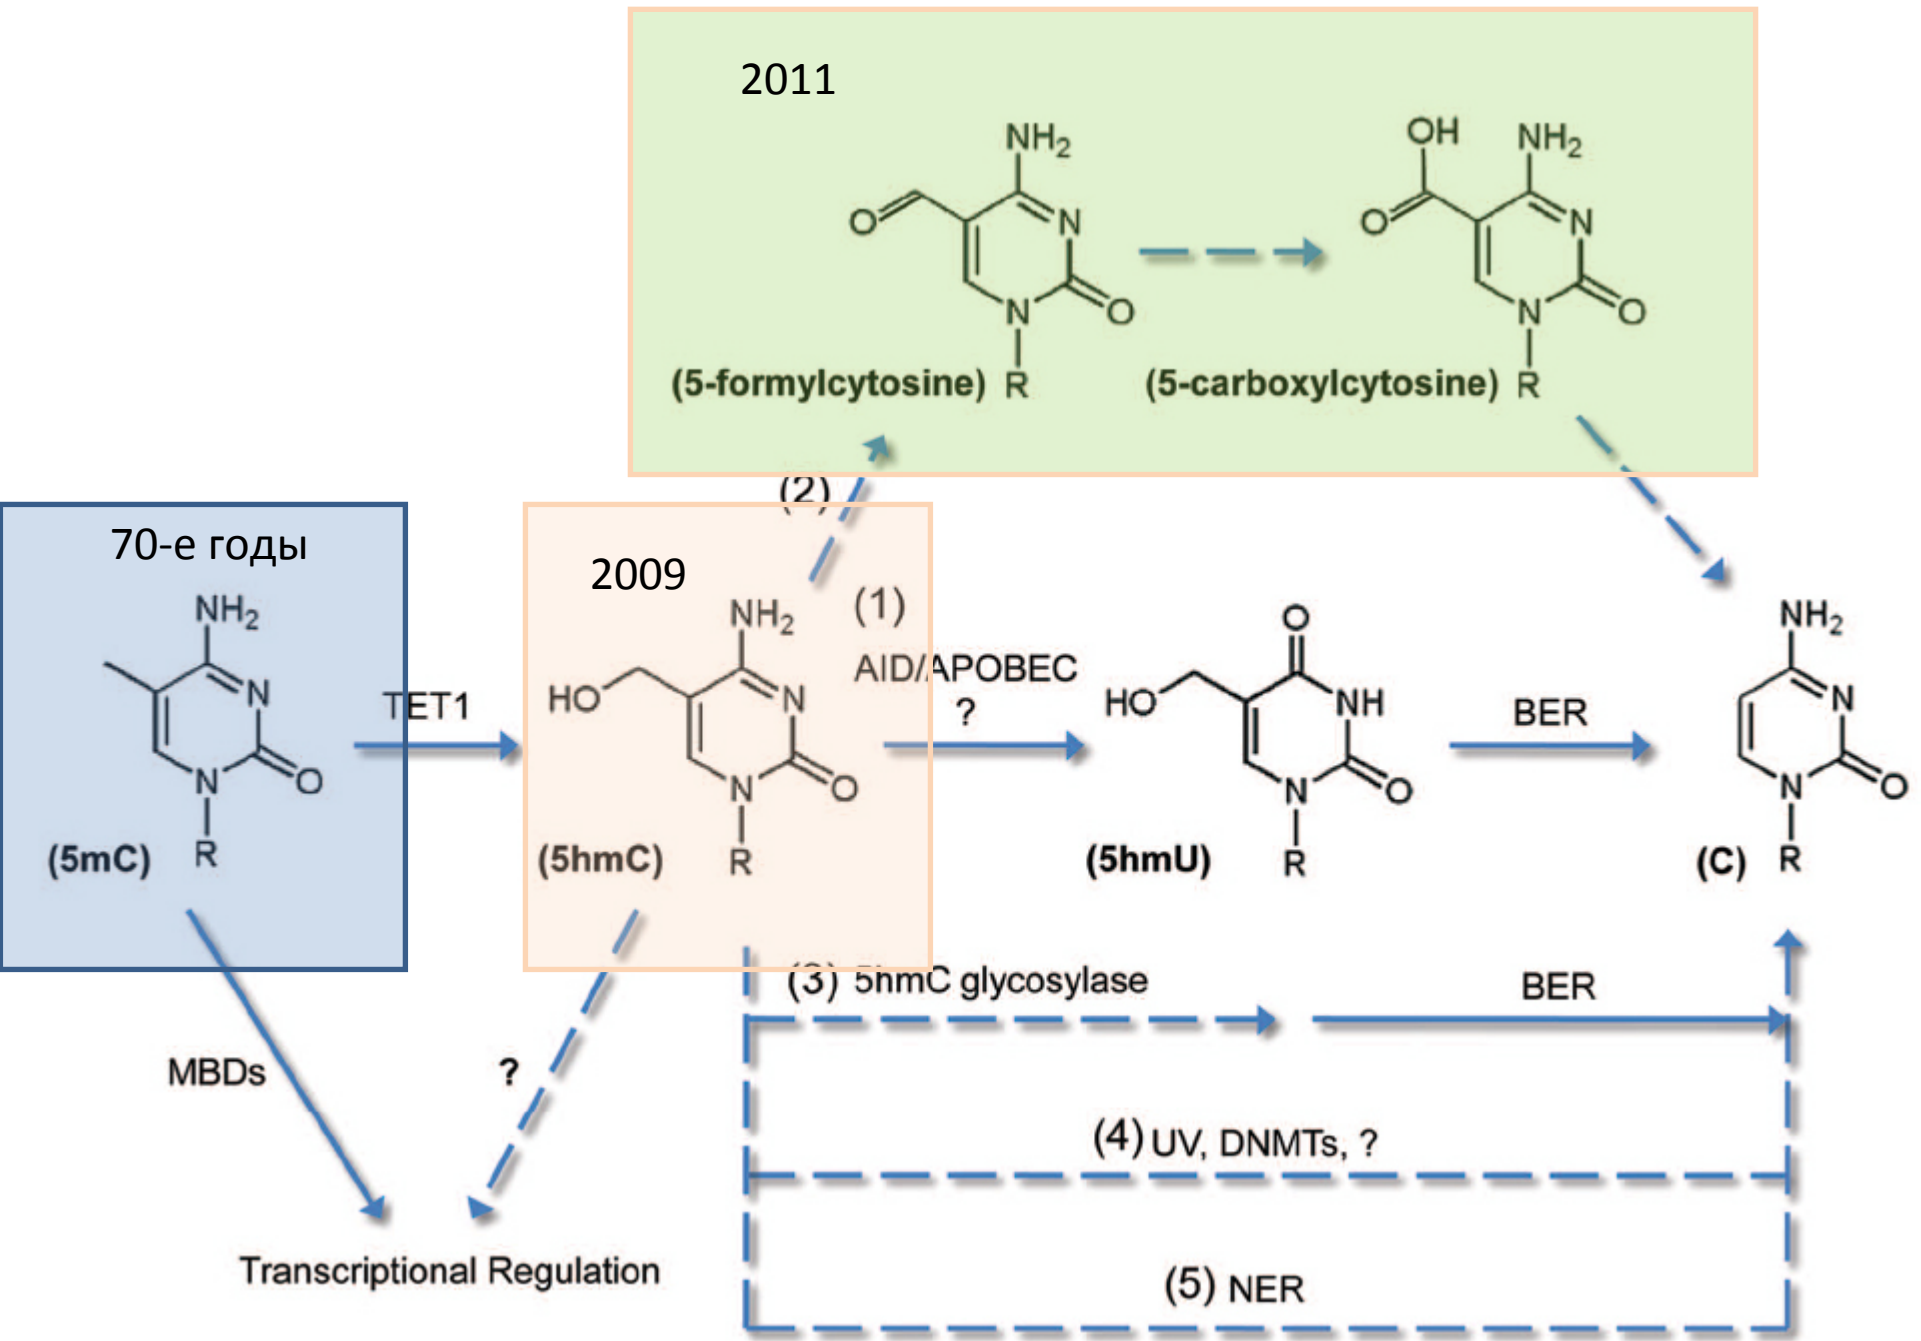 2011
OH
NH2
NH2
O
N
O
N
N
O
N
O
(5-formylcytosine) R
(5-carboxylcytosine) R
(2)
70-е годы
2009
(1)
NH2
NH2
O
NH2
TET1
HO
N
AID/APOBEC
?
HO
NH
BER
N
N
N
O
N
O
N
O
N
O
(5mC) R
(5hmC) R
(5hmU) R
(C) R
(3) 5hmC glycosylase
BER
MBDs
?
(4) UV, DNMTs, ?
Transcriptional Regulation
(5) NER